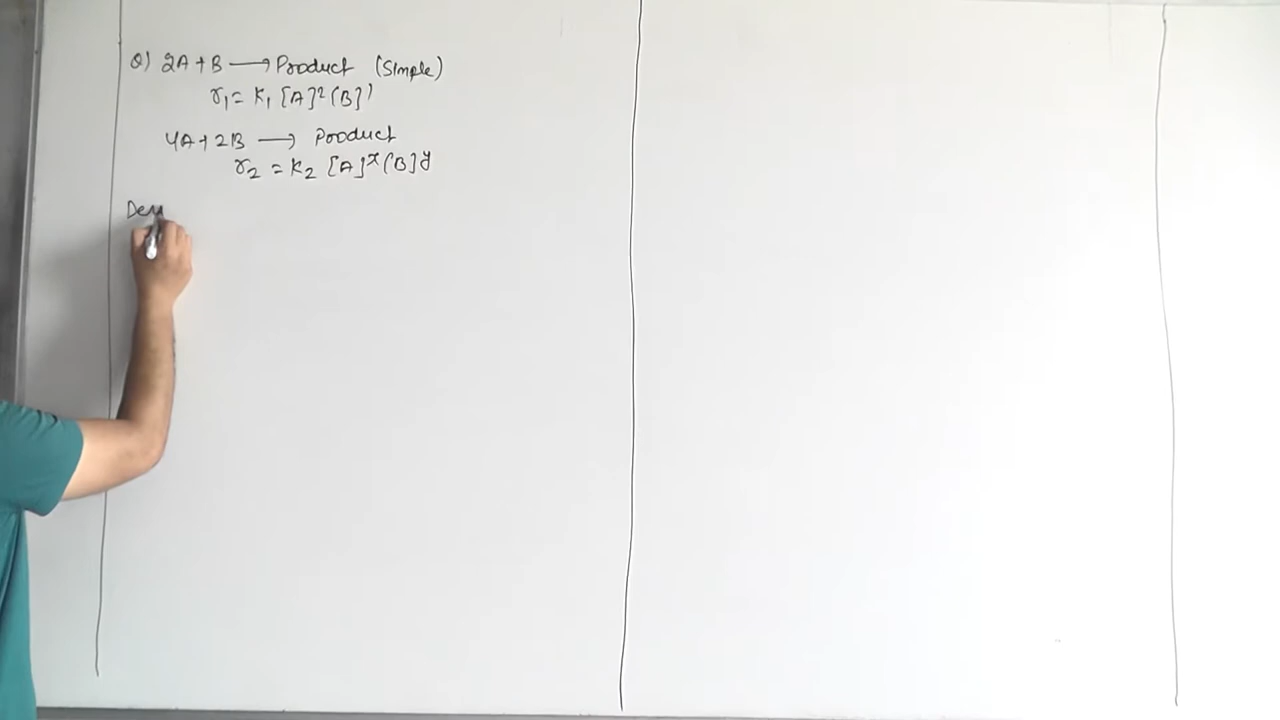 Q) 2A + B ⟶ Product (Simple)
r₁ = K₁ [A]² [B]¹
4A + 2B ⟶ Product
r₂ = K₂ [A]ˣ [B]ʸ